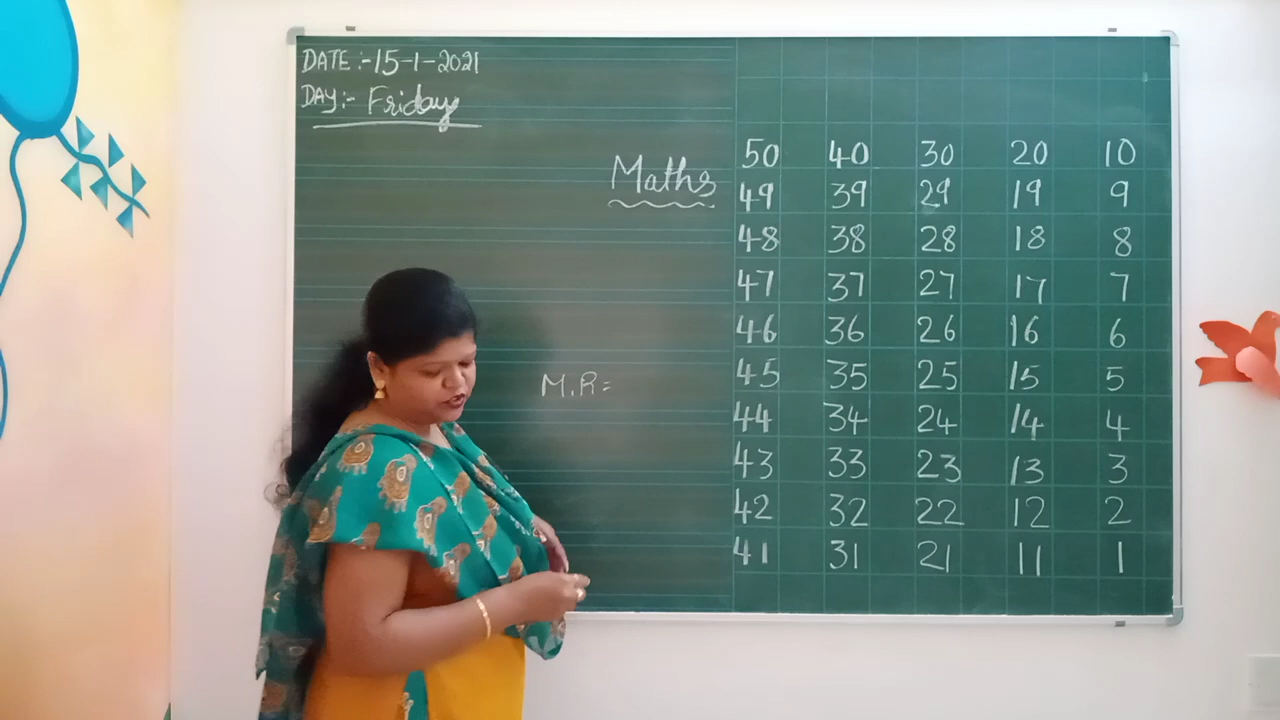 DATE :- 15-1-2021
DAY :- Friday
Maths
50 40 30 20 10
49 39 29 19 9
48 38 28 18 8
47 37 27 17 7
46 36 26 16 6
45 35 25 15 5
M.R =
44 34 24 14 4
43 33 23 13 3
42 32 22 12 2
41 31 21 11 1